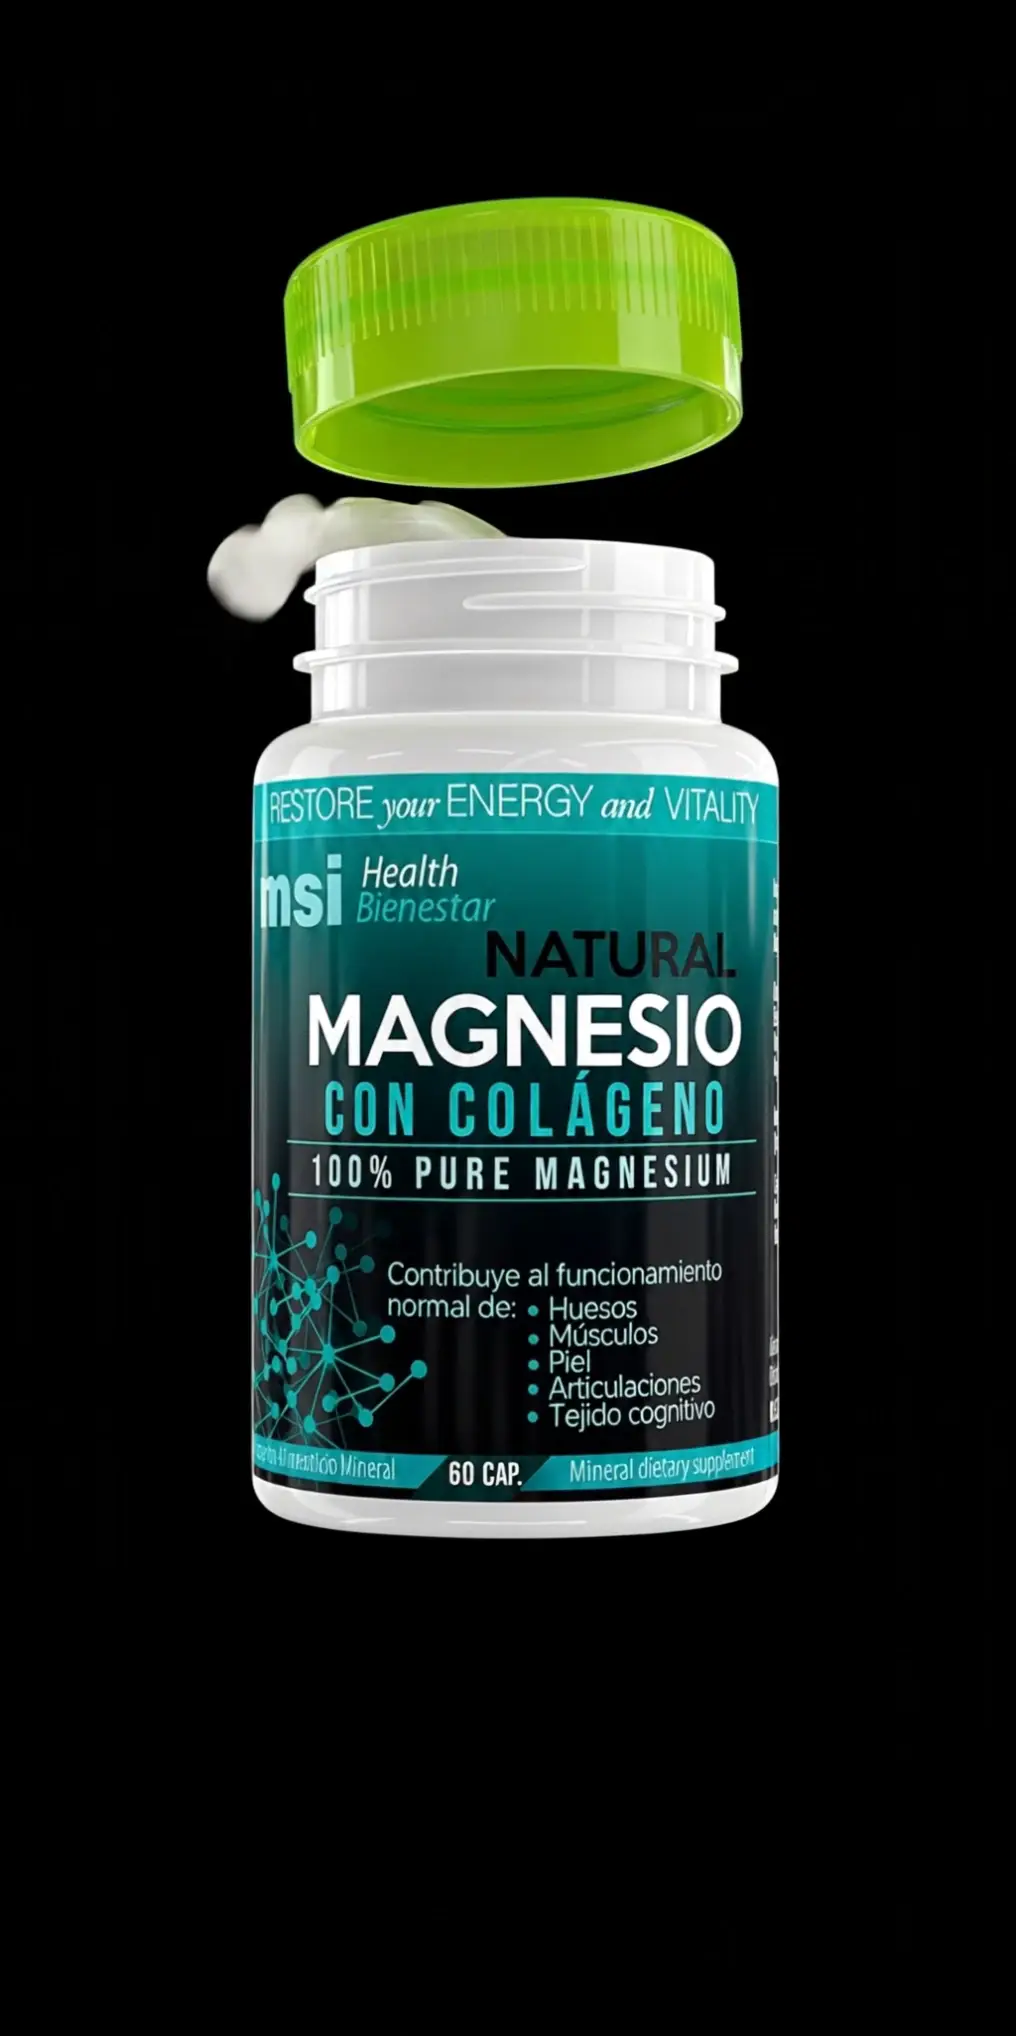 RESTORE your ENERGY and VITALITY
msi Health
Bienestar
NATURAL
MAGNESIO
CON COLÁGENO
100% PURE MAGNESIUM
Contribuye al funcionamiento
normal de: • Huesos
• Músculos
• Piel
• Articulaciones
• Tejido cognitivo
Mineral 60 CAP. Mineral dietary supplement